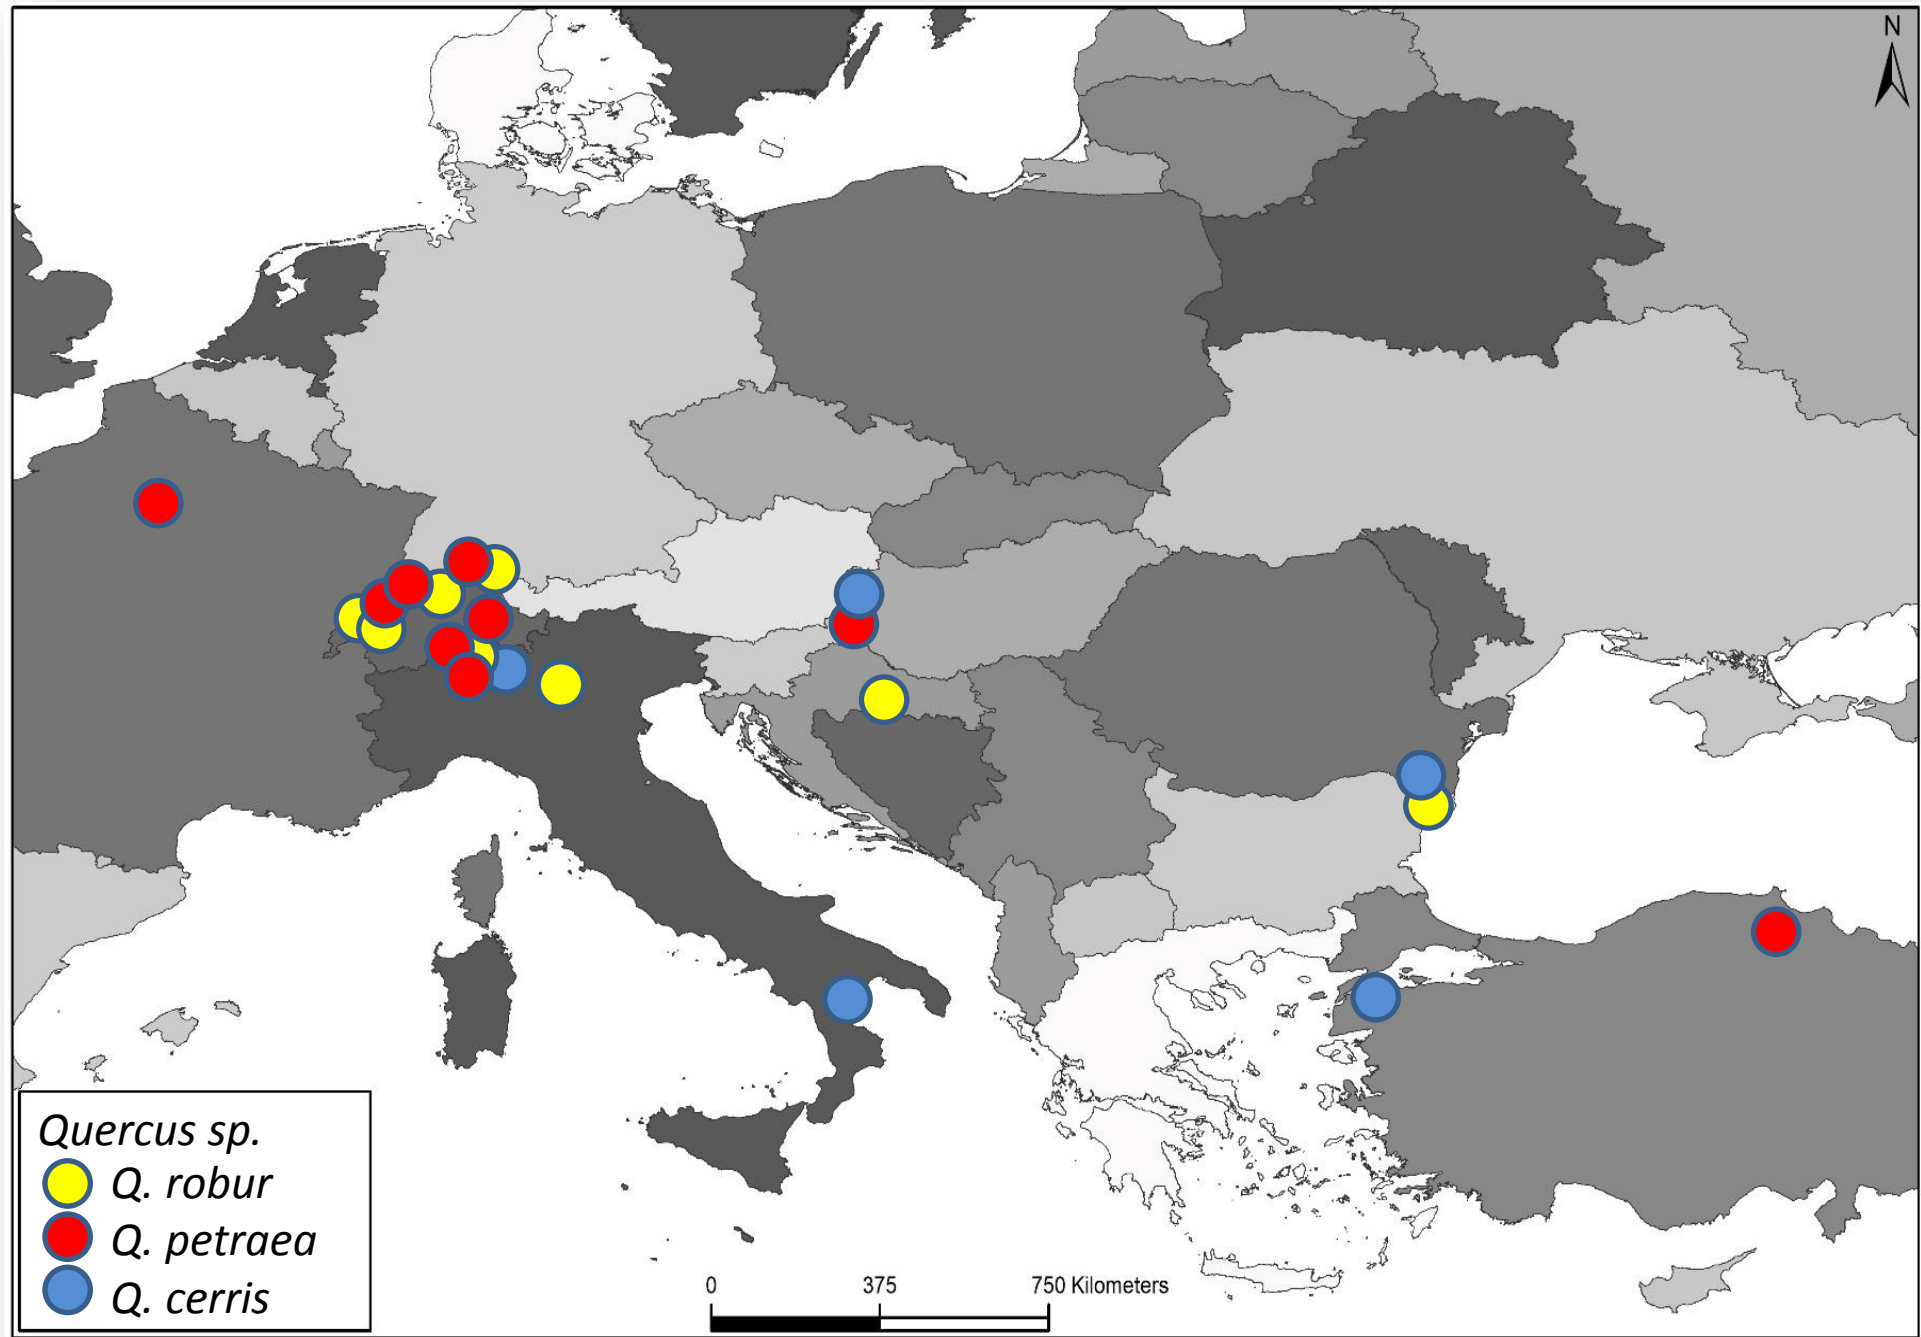 N
Quercus sp.
Q. robur
Q. petraea
Q. cerris
0 375 750 Kilometers